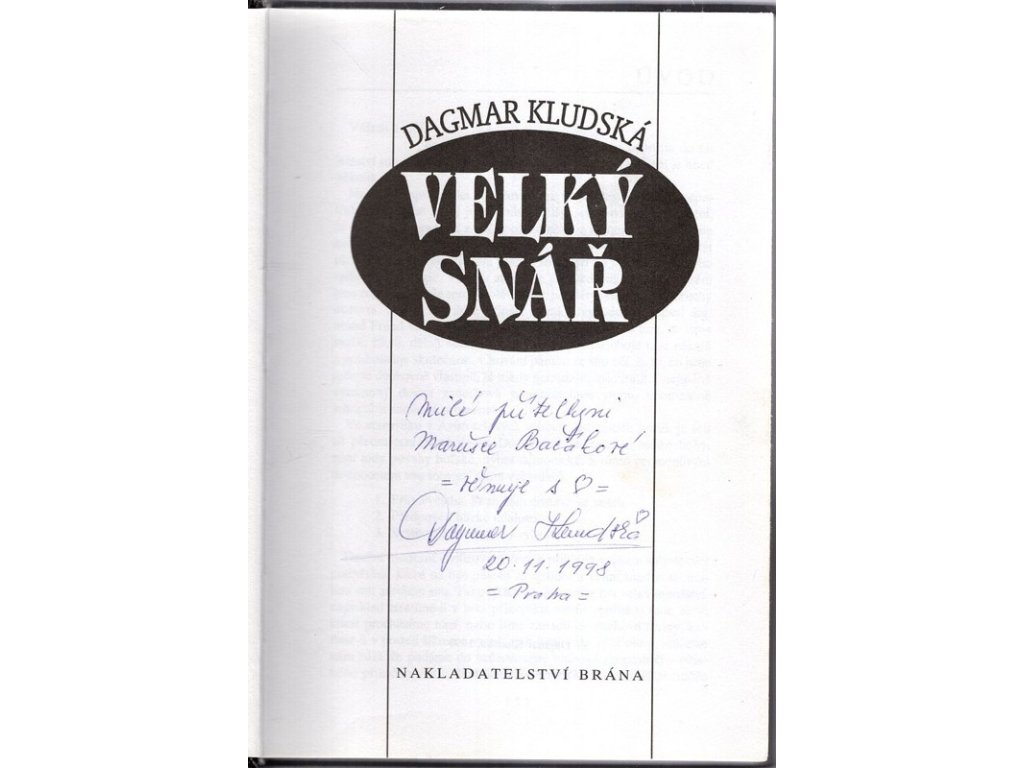 DAGMAR KLUDSKÁ
VELKÝ
SNÁŘ
Milé přítelkyni
Marušce Bačákové
= věnuje s ♡ =
Dagmar Kludská
20.11.1998
= Praha =
NAKLADATELSTVÍ BRÁNA